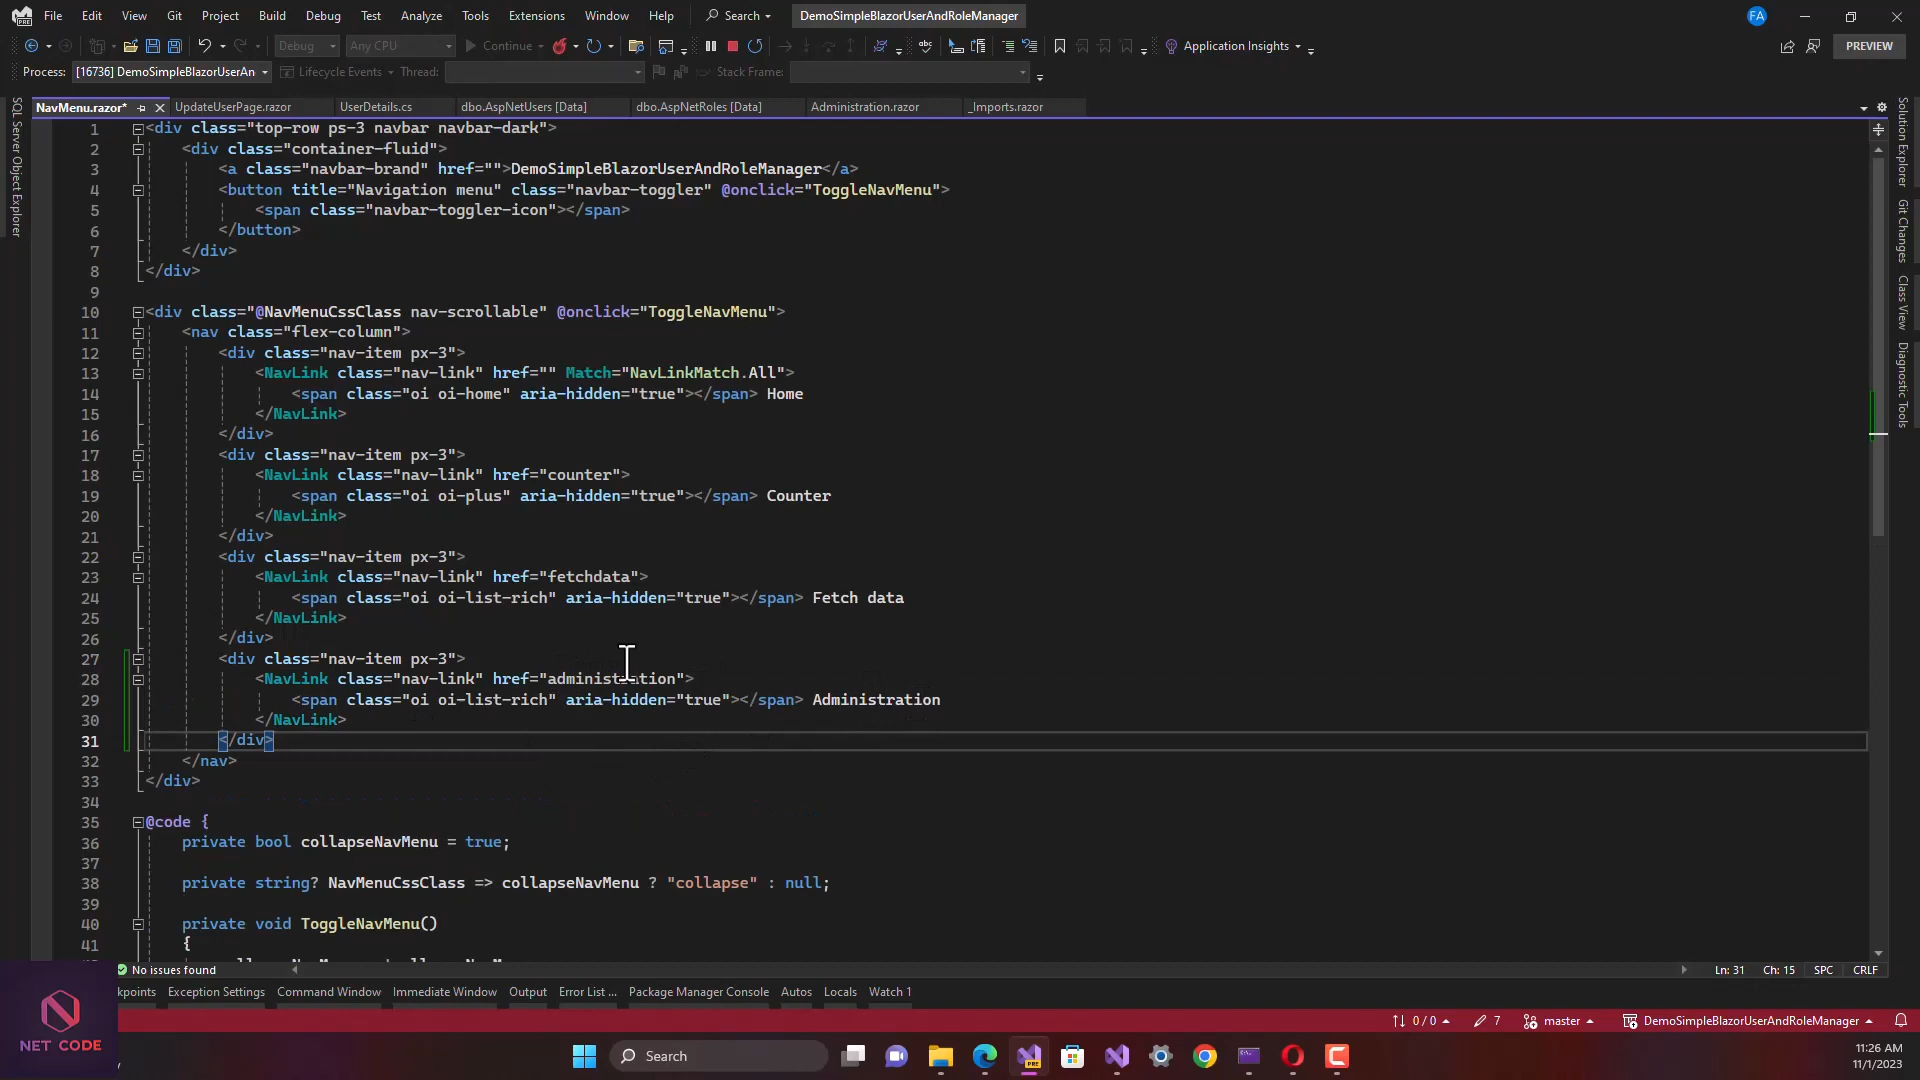 File Edit View Git Project Build Debug Test Analyze Tools Extensions Window Help Search DemoSimpleBlazorUserAndRoleManager FA
Debug Any CPU Continue Application Insights PREVIEW
Process: [16736] DemoSimpleBlazorUserAn Lifecycle Events Thread: Stack Frame:
NavMenu.razor* UpdateUserPage.razor UserDetails.cs dbo.AspNetUsers [Data] dbo.AspNetRoles [Data] Administration.razor _Imports.razor
SQL Server Object Explorer
Solution Explorer
Git Changes
Class View
Diagnostic Tools
1 <div class="top-row ps-3 navbar navbar-dark">
2 <div class="container-fluid">
3 <a class="navbar-brand" href="">DemoSimpleBlazorUserAndRoleManager</a>
4 <button title="Navigation menu" class="navbar-toggler" @onclick="ToggleNavMenu">
5 <span class="navbar-toggler-icon"></span>
6 </button>
7 </div>
8 </div>
9
10 <div class="@NavMenuCssClass nav-scrollable" @onclick="ToggleNavMenu">
11 <nav class="flex-column">
12 <div class="nav-item px-3">
13 <NavLink class="nav-link" href="" Match="NavLinkMatch.All">
14 <span class="oi oi-home" aria-hidden="true"></span> Home
15 </NavLink>
16 </div>
17 <div class="nav-item px-3">
18 <NavLink class="nav-link" href="counter">
19 <span class="oi oi-plus" aria-hidden="true"></span> Counter
20 </NavLink>
21 </div>
22 <div class="nav-item px-3">
23 <NavLink class="nav-link" href="fetchdata">
24 <span class="oi oi-list-rich" aria-hidden="true"></span> Fetch data
25 </NavLink>
26 </div>
27 <div class="nav-item px-3">
28 <NavLink class="nav-link" href="administration">
29 <span class="oi oi-list-rich" aria-hidden="true"></span> Administration
30 </NavLink>
31 </div>
32 </nav>
33 </div>
34
35 @code {
36 private bool collapseNavMenu = true;
37
38 private string? NavMenuCssClass => collapseNavMenu ? "collapse" : null;
39
40 private void ToggleNavMenu()
41 {
No issues found Ln: 31 Ch: 15 SPC CRLF
kpoints Exception Settings Command Window Immediate Window Output Error List ... Package Manager Console Autos Locals Watch 1
0 / 0 7 master DemoSimpleBlazorUserAndRoleManager
NET CODE
Search
11:26 AM
11/1/2023